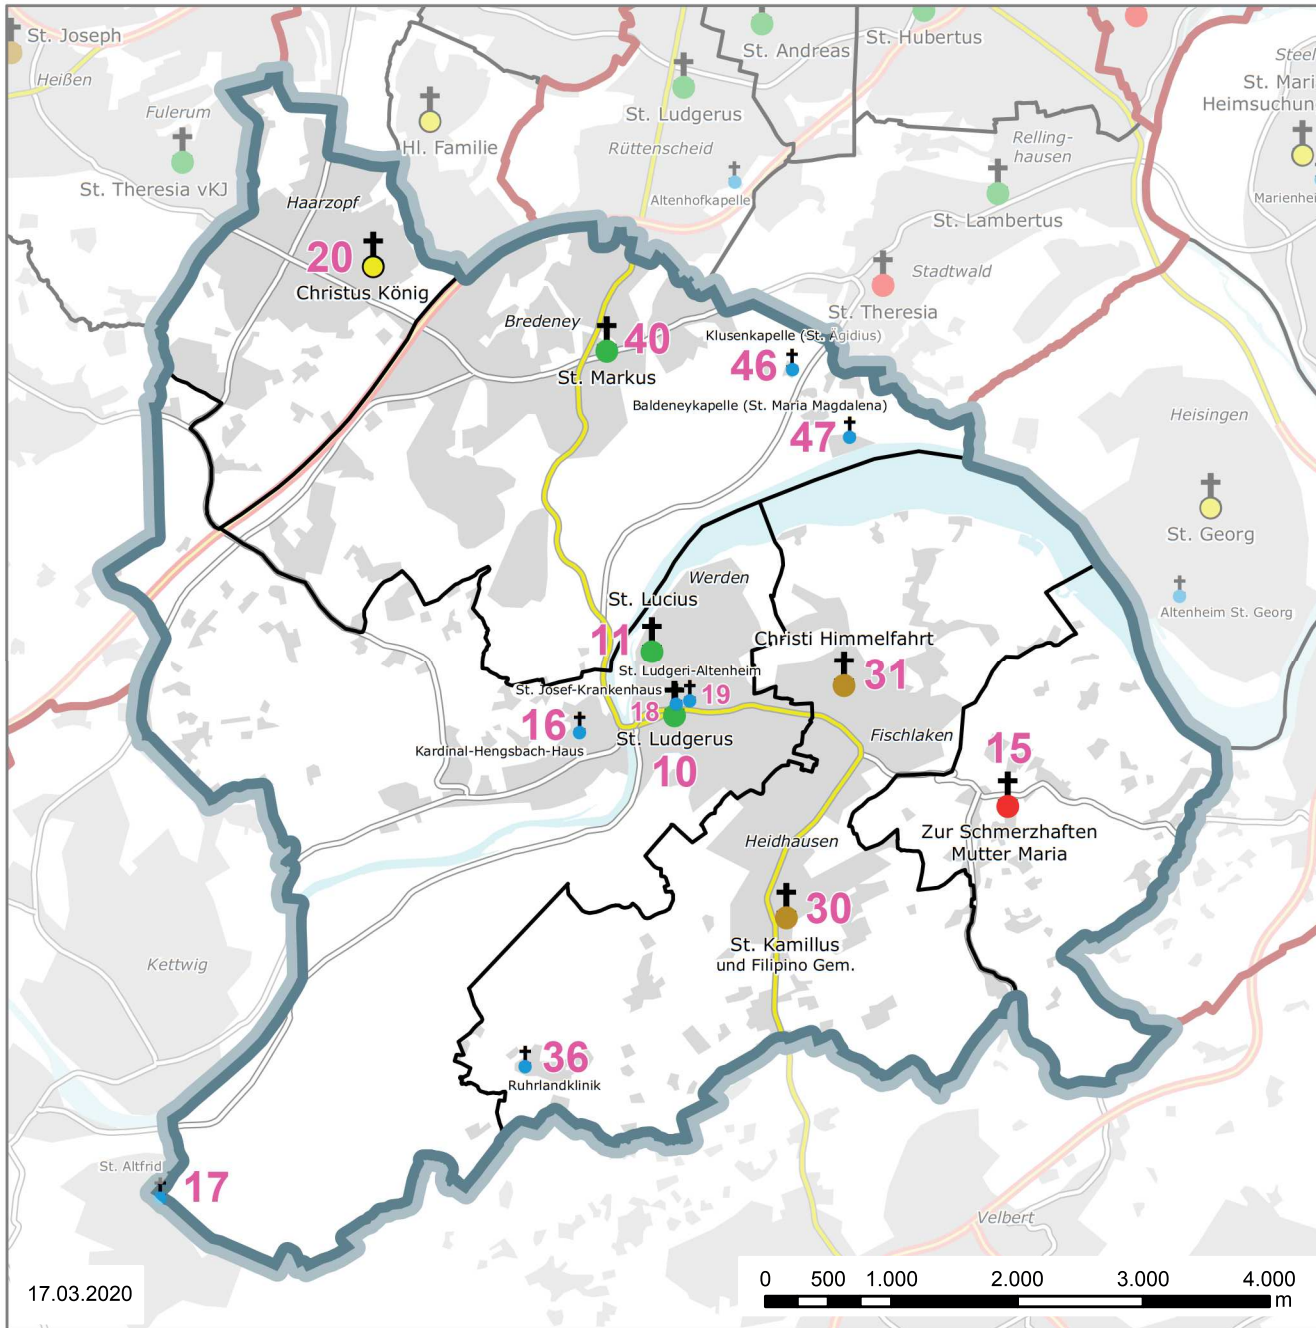 St. Joseph
Heißen
Fulerum
St. Theresia vKJ
Hl. Familie
St. Andreas
St. Hubertus
St. Ludgerus
Rüttenscheid
Altenhofkapelle
Relling-
hausen
St. Lambertus
Stadtwald
St. Theresia
Steel
St. Mari
Heimsuchun
Marienhei
Haarzopf
20
Christus König
Bredeney
40
St. Markus
Klusenkapelle (St. Ägidius)
46
Baldeneykapelle (St. Maria Magdalena)
47
Heisingen
St. Georg
Altenheim St. Georg
Werden
St. Lucius
11
Christi Himmelfahrt
31
St. Ludgeri-Altenheim
19
St. Josef-Krankenhaus
18
16
Kardinal-Hengsbach-Haus
St. Ludgerus
10
Fischlaken
15
Zur Schmerzhaften
Mutter Maria
Heidhausen
30
St. Kamillus
und Filipino Gem.
Kettwig
36
Ruhrlandklinik
St. Altfrid
17
Velbert
17.03.2020
0 500 1.000 2.000 3.000 4.000
m